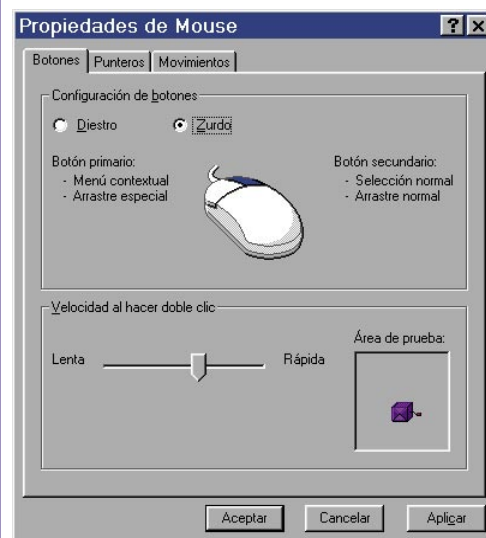 Propiedades de Mouse
Botones Punteros Movimientos
Configuración de botones
Diestro Zurdo
Botón primario:
- Menú contextual
- Arrastre especial
Botón secundario:
- Selección normal
- Arrastre normal
Velocidad al hacer doble clic
Lenta Rápida
Área de prueba:
Aceptar Cancelar Aplicar